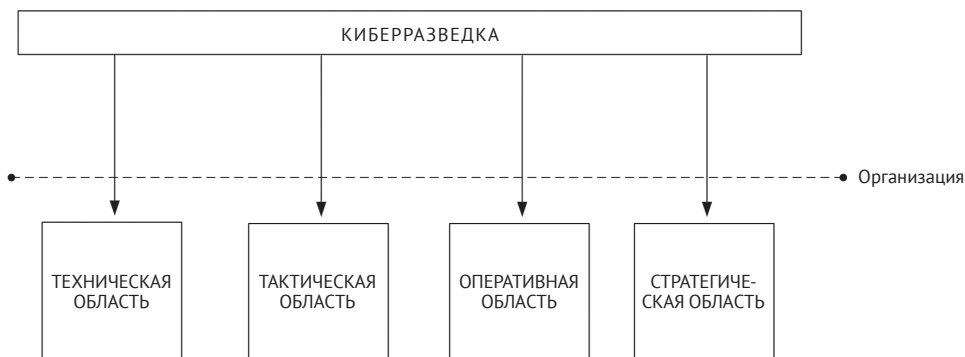 КИБЕРРАЗВЕДКА
Организация
ТЕХНИЧЕСКАЯ
ОБЛАСТЬ
ТАКТИЧЕСКАЯ
ОБЛАСТЬ
ОПЕРАТИВНАЯ
ОБЛАСТЬ
СТРАТЕГИЧЕ-
СКАЯ ОБЛАСТЬ